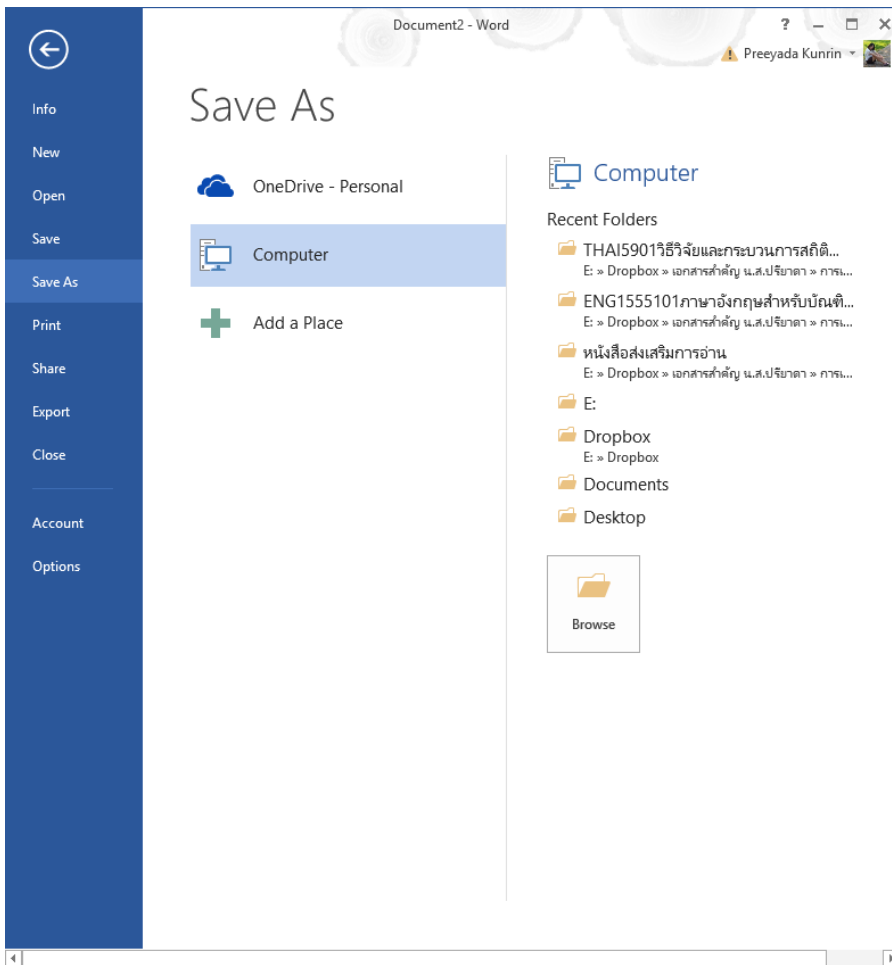 Document2 - Word
?
Preeyada Kunrin
Info
New
Open
Save
Save As
Print
Share
Export
Close
Account
Options
Save As
OneDrive - Personal
Computer
Add a Place
Computer
Recent Folders
THAI5901วิธีวิจัยและกระบวนการสถิติ...
E: » Dropbox » เอกสารสำคัญ น.ส.ปรียาดา » การเ...
ENG1555101ภาษาอังกฤษสำหรับบัณฑิ...
E: » Dropbox » เอกสารสำคัญ น.ส.ปรียาดา » การเ...
หนังสือส่งเสริมการอ่าน
E: » Dropbox » เอกสารสำคัญ น.ส.ปรียาดา » การเ...
E:
Dropbox
E: » Dropbox
Documents
Desktop
Browse